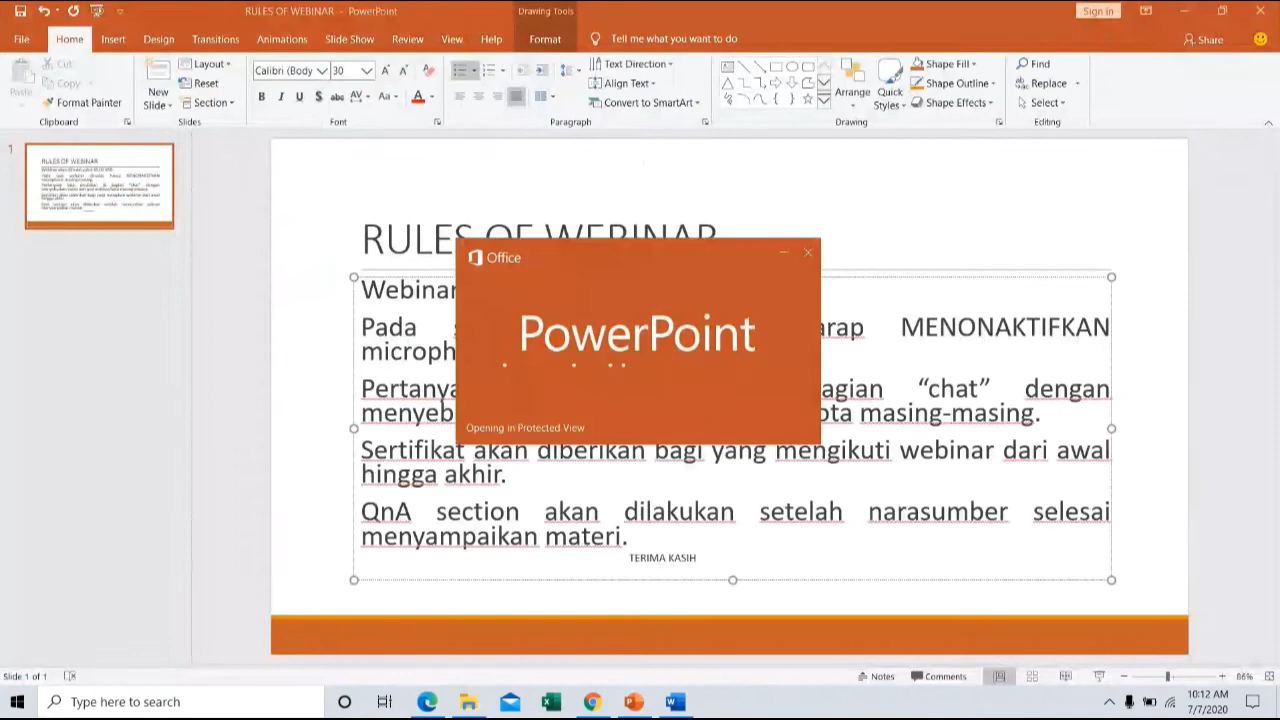 RULES OF WEBINAR - PowerPoint
Drawing Tools
Sign in
File Home Insert Design Transitions Animations Slide Show Review View Help Format Tell me what you want to do Share
Cut
Copy
Paste
Format Painter
Clipboard
New Slide
Layout
Reset
Section
Slides
Calibri (Body 30
Font
Text Direction
Align Text
Convert to SmartArt
Paragraph
Arrange
Quick Styles
Shape Fill
Shape Outline
Shape Effects
Drawing
Find
Replace
Select
Editing
1
RULES OF WEBINAR
RULES OF WEBINAR
Webinar
Pada arap MENONAKTIFKAN
microph
Pertanya agian “chat” dengan
menyeb ota masing-masing.
Sertifikat akan diberikan bagi yang mengikuti webinar dari awal
hingga akhir.
QnA section akan dilakukan setelah narasumber selesai
menyampaikan materi.
TERIMA KASIH
Office
PowerPoint
Opening in Protected View
Slide 1 of 1
Notes Comments 86%
Type here to search
10:12 AM
7/7/2020